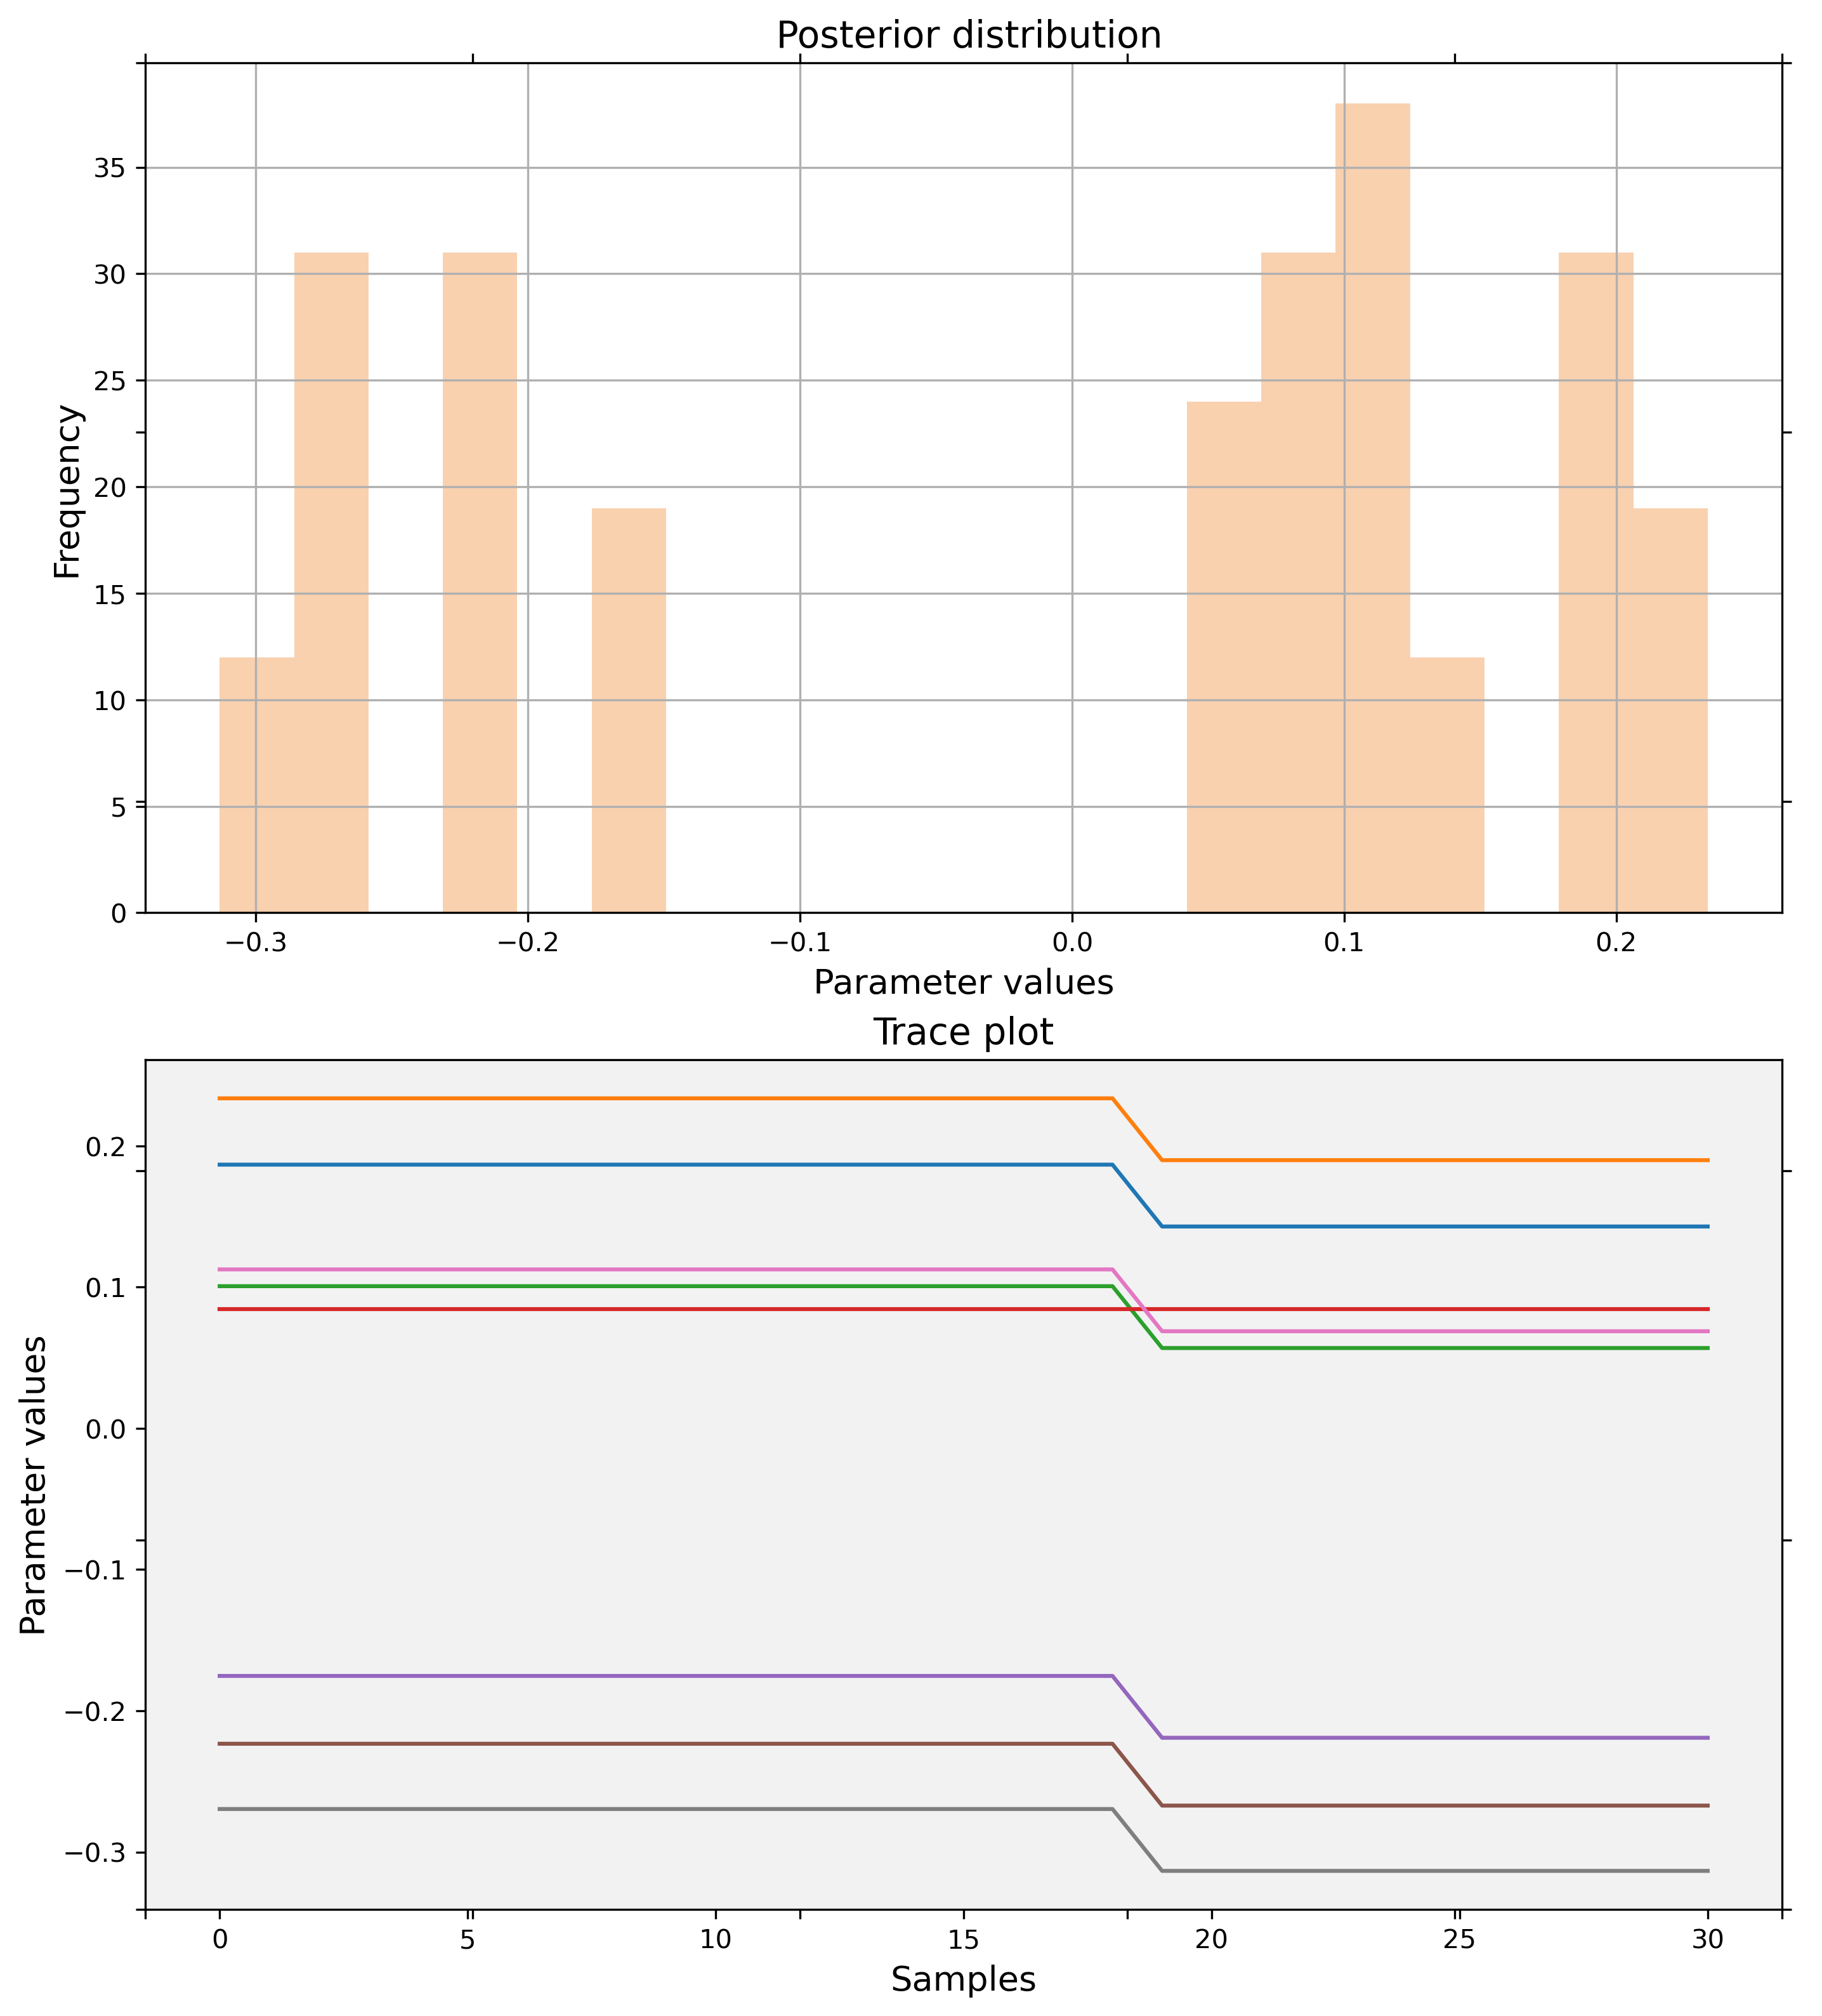 Posterior distribution
35
30
25
20
15
10
5
0
Frequency
−0.3 −0.2 −0.1 0.0 0.1 0.2
Parameter values
Trace plot
0.2
0.1
0.0
−0.1
−0.2
−0.3
Parameter values
0 5 10 15 20 25 30
Samples